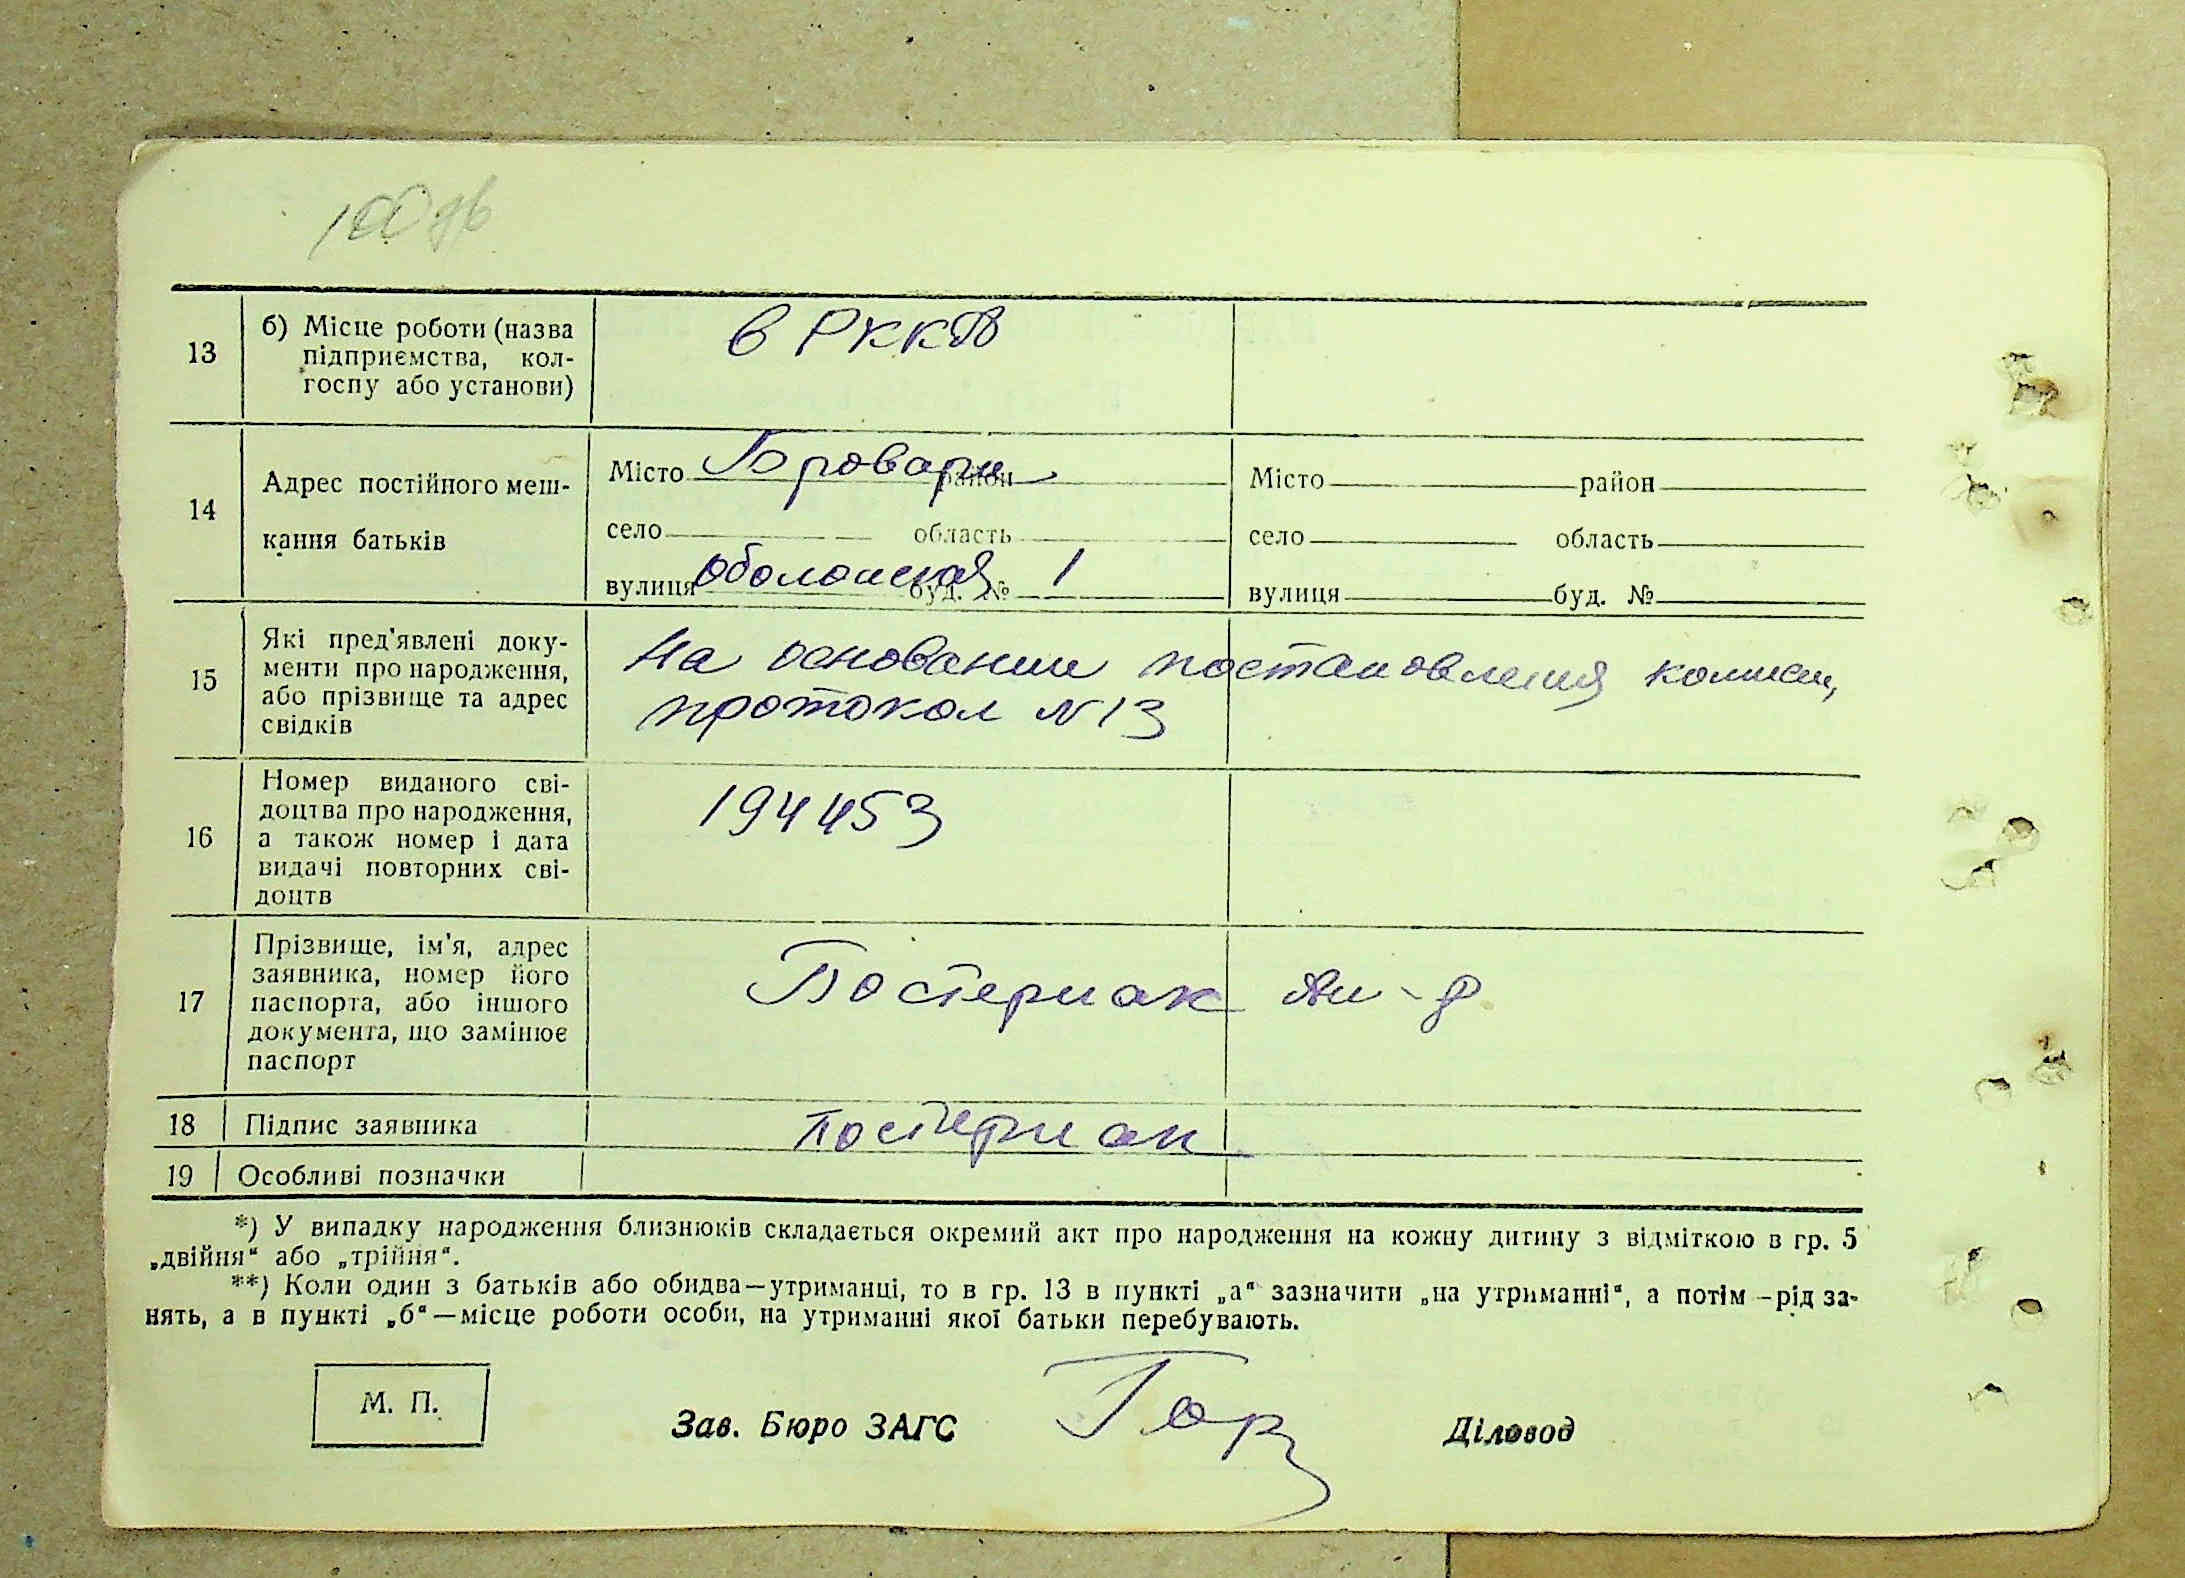 13
б) Місце роботи (назва
підприємства, кол-
госпу або установи)
в РККА
14
Адрес постійного меш-
кання батьків
Місто Бровари район
село область
вулиця Оболонская буд. № 1
Місто район
село область
вулиця буд. №
15
Які пред'явлені доку-
менти про народження,
або прізвище та адрес
свідків
На основании постановления комиси,
протокол N 13
16
Номер виданого сві-
доцтва про народження,
а також номер і дата
видачі повторних сві-
доцтв
194453
17
Прізвище, ім'я, адрес
заявника, номер його
паспорта, або іншого
документа, що замінює
паспорт
Постернак
18
Підпис заявника
Постернак
19
Особливі позначки
*) У випадку народження близнюків складається окремий акт про народження на кожну дитину з відміткою в гр. 5
„двійня“ або „трійня“.
**) Коли один з батьків або обидва—утриманці, то в гр. 13 в пункті „а“ зазначити „на утриманні“, а потім—рід за-
нять, а в пункті „б“—місце роботи особи, на утриманні якої батьки перебувають.
М. П.
Зав. Бюро ЗАГС
Діловод